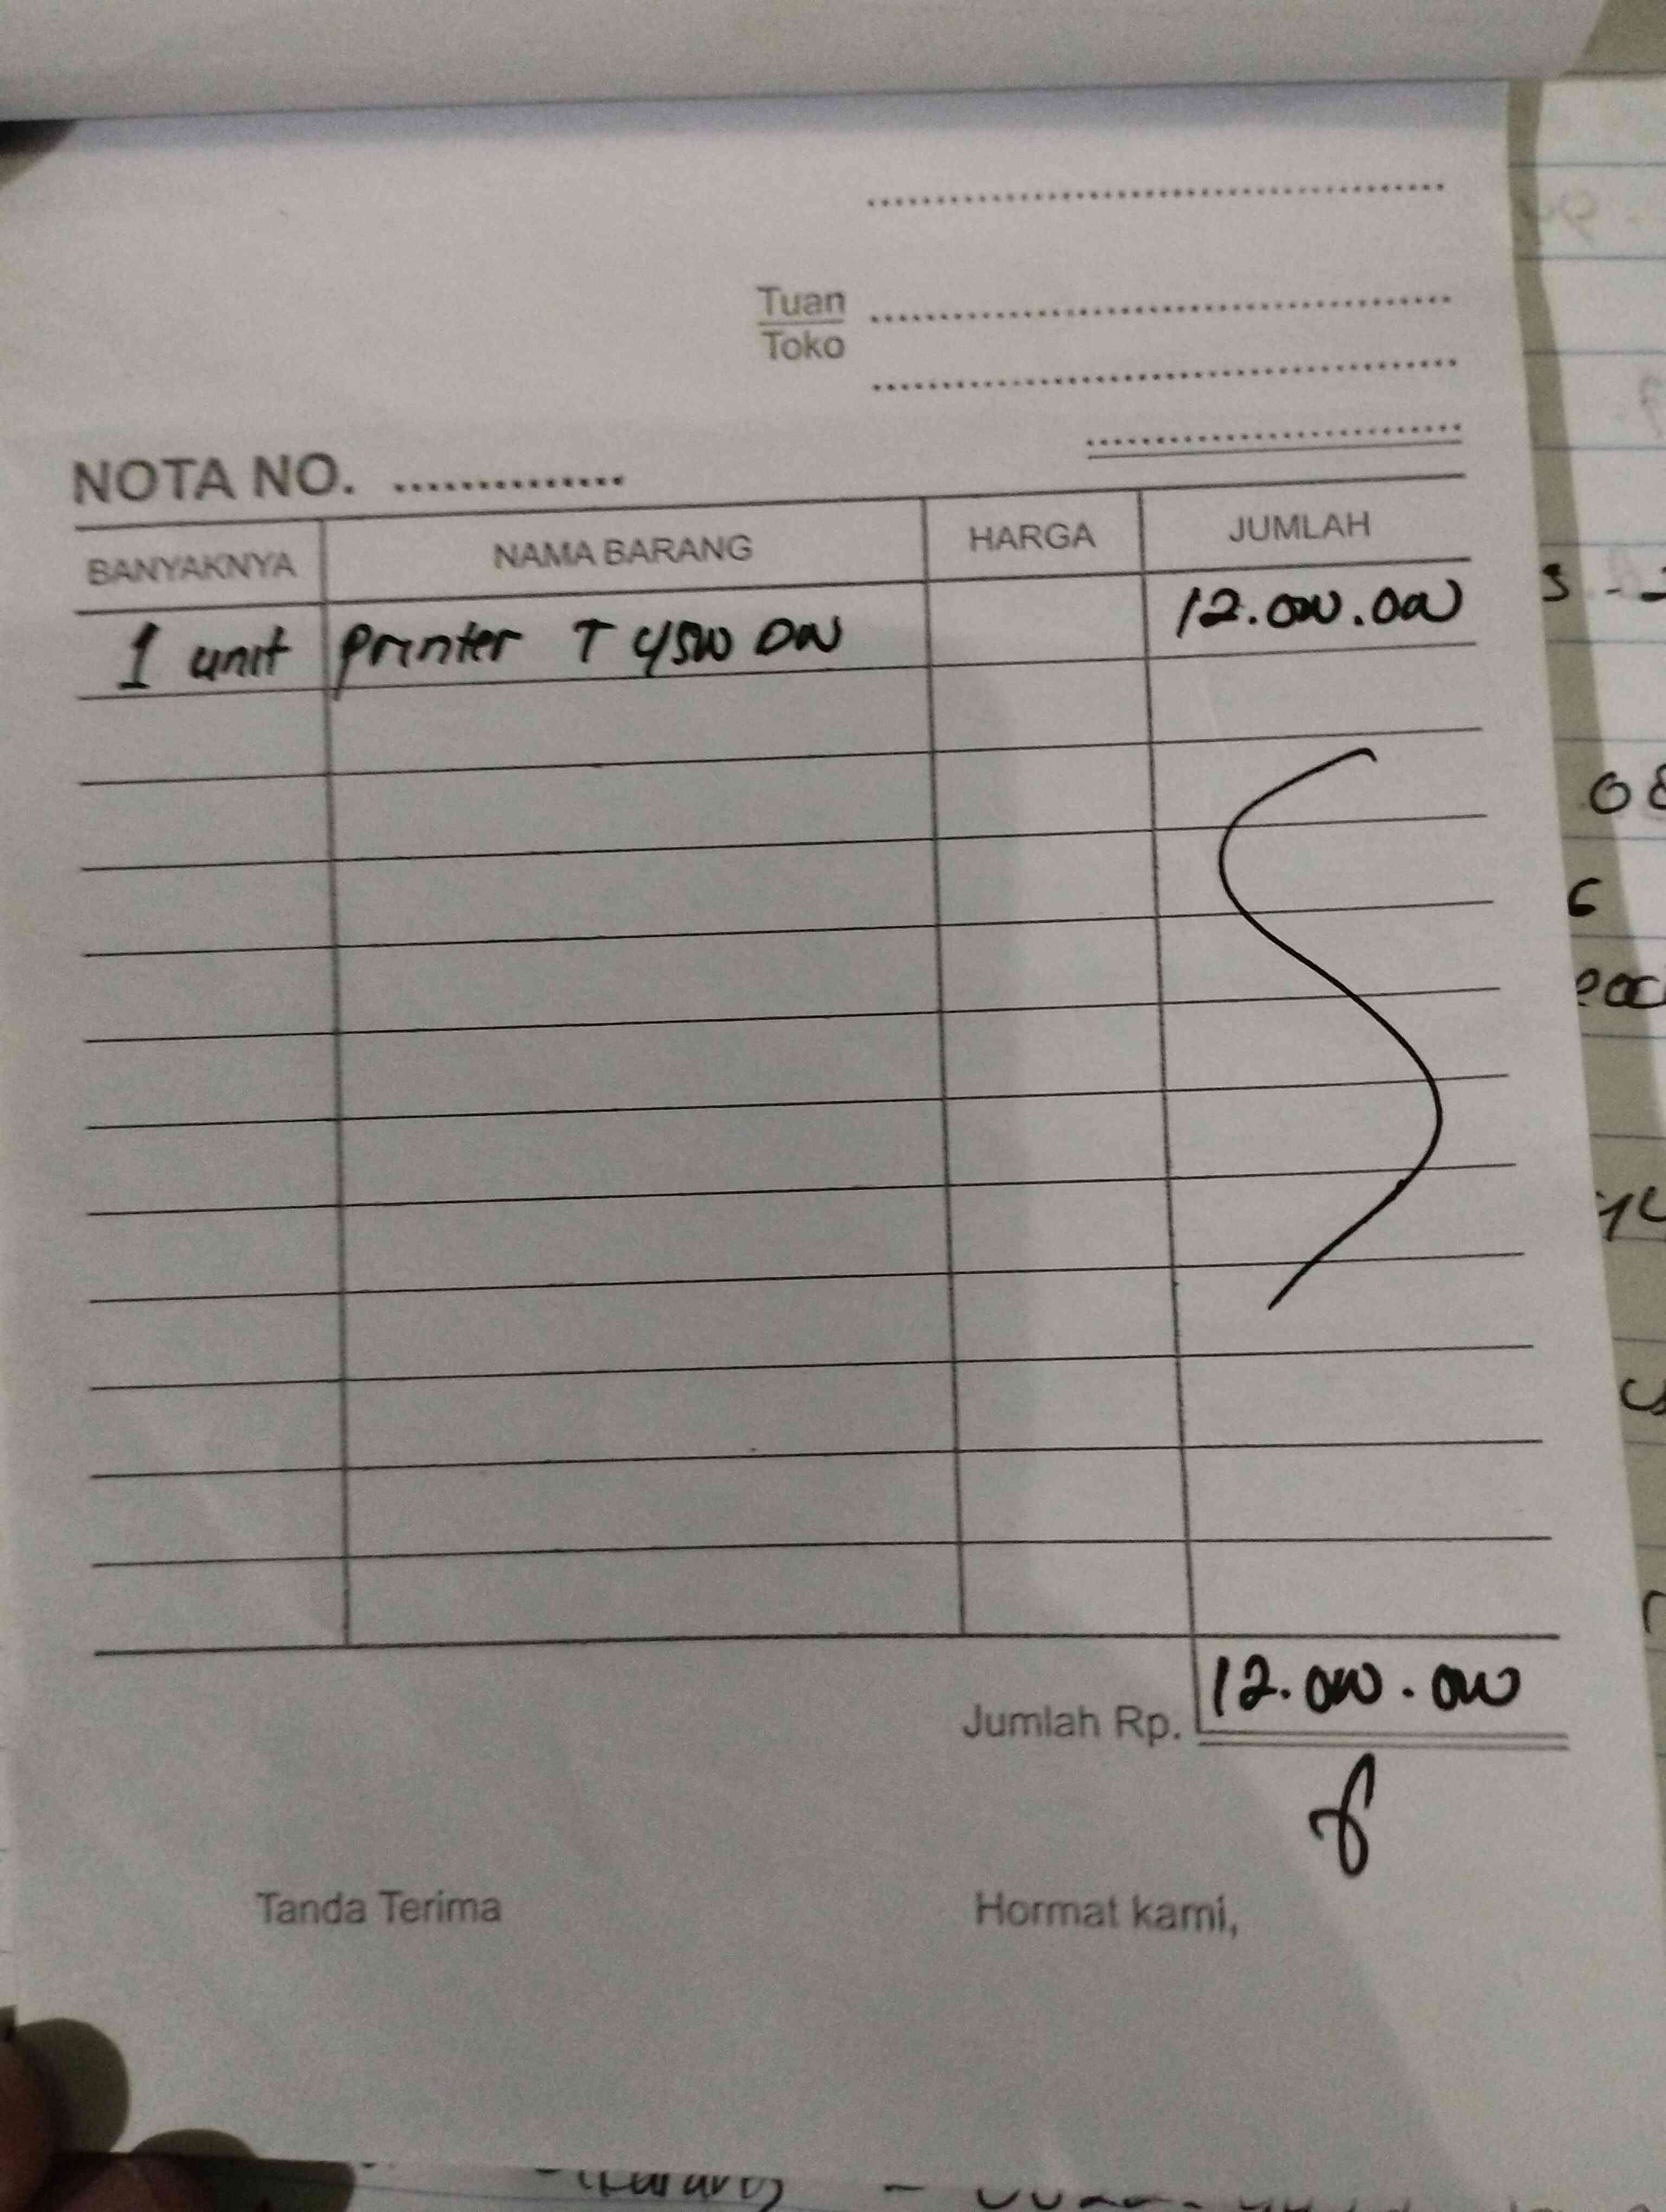 Tuan
Toko
NOTA NO. ...............
BANYAKNYA NAMA BARANG HARGA JUMLAH
1 unit Printer T 4500 DW 12.000.000
Jumlah Rp. 12.000.000
Tanda Terima Hormat kami,